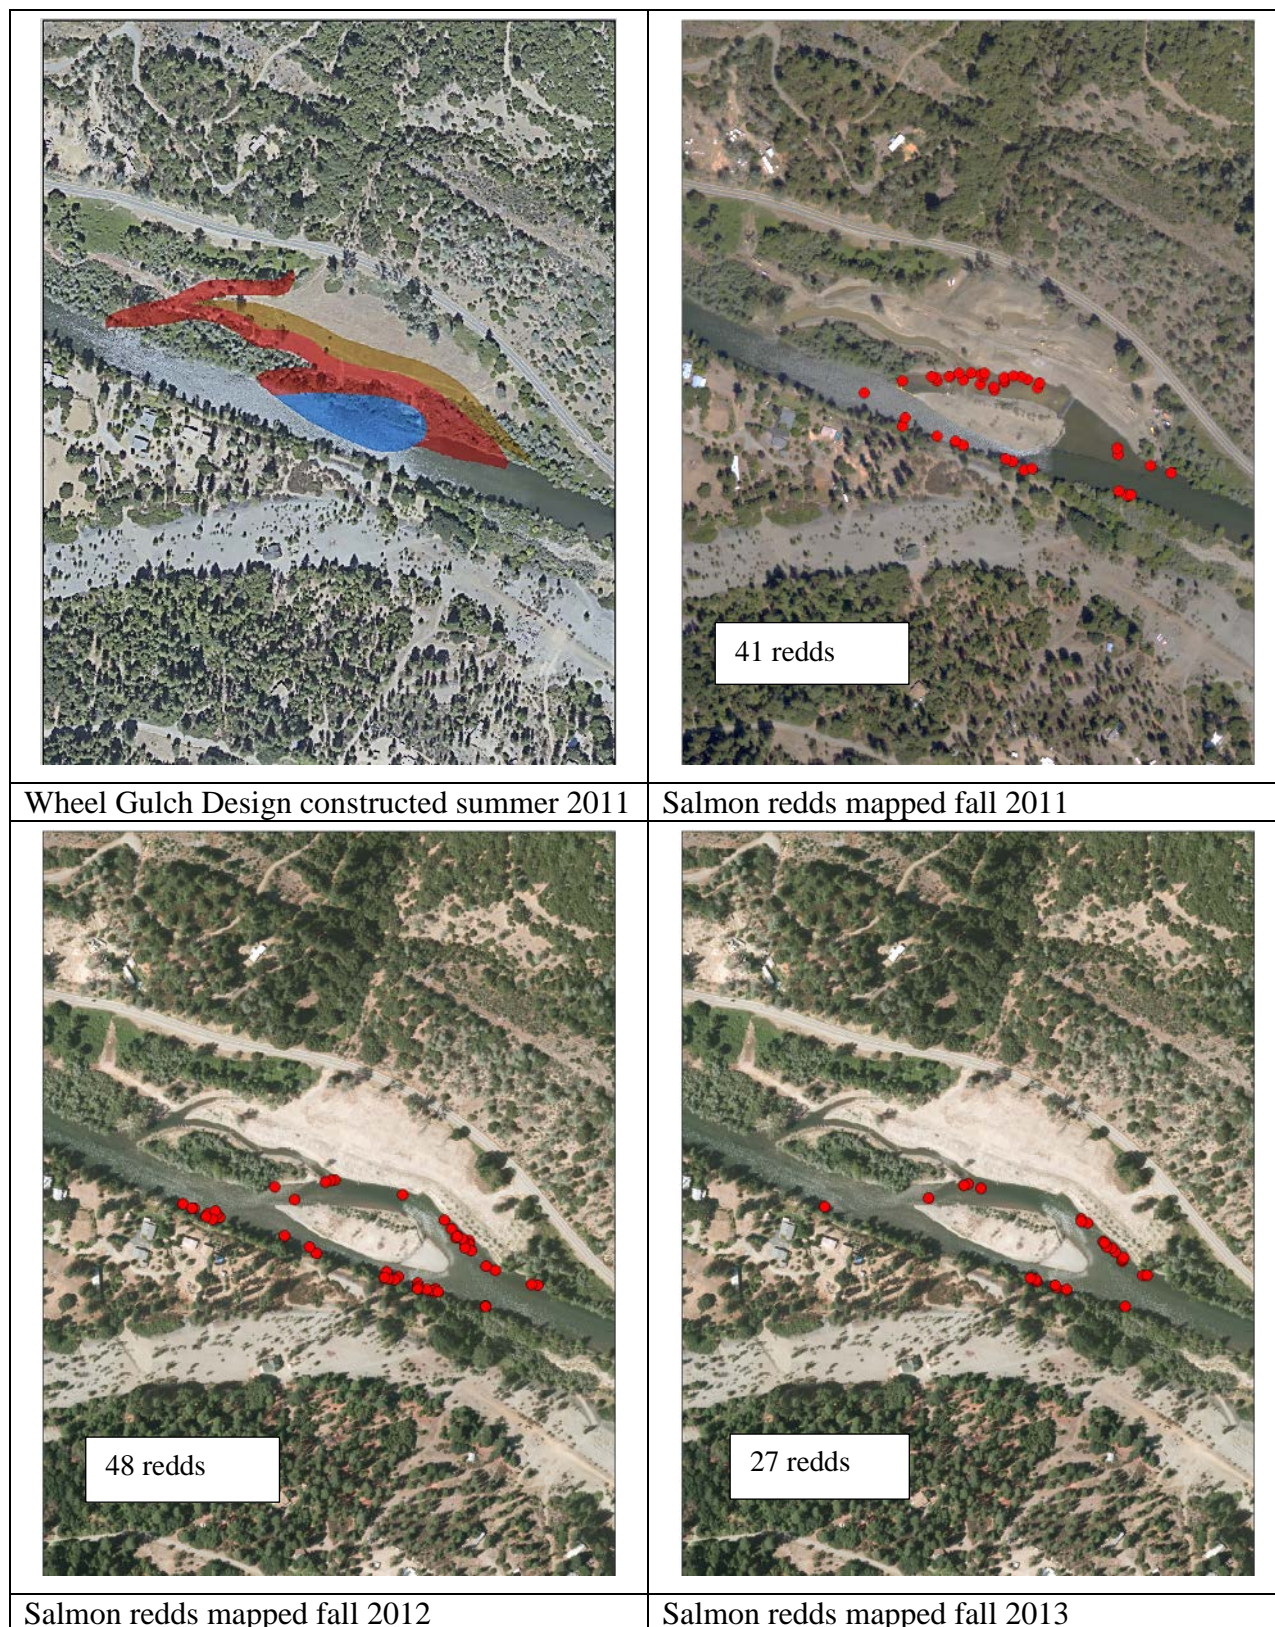 41 redds
Wheel Gulch Design constructed summer 2011
Salmon redds mapped fall 2011
48 redds
27 redds
Salmon redds mapped fall 2012
Salmon redds mapped fall 2013